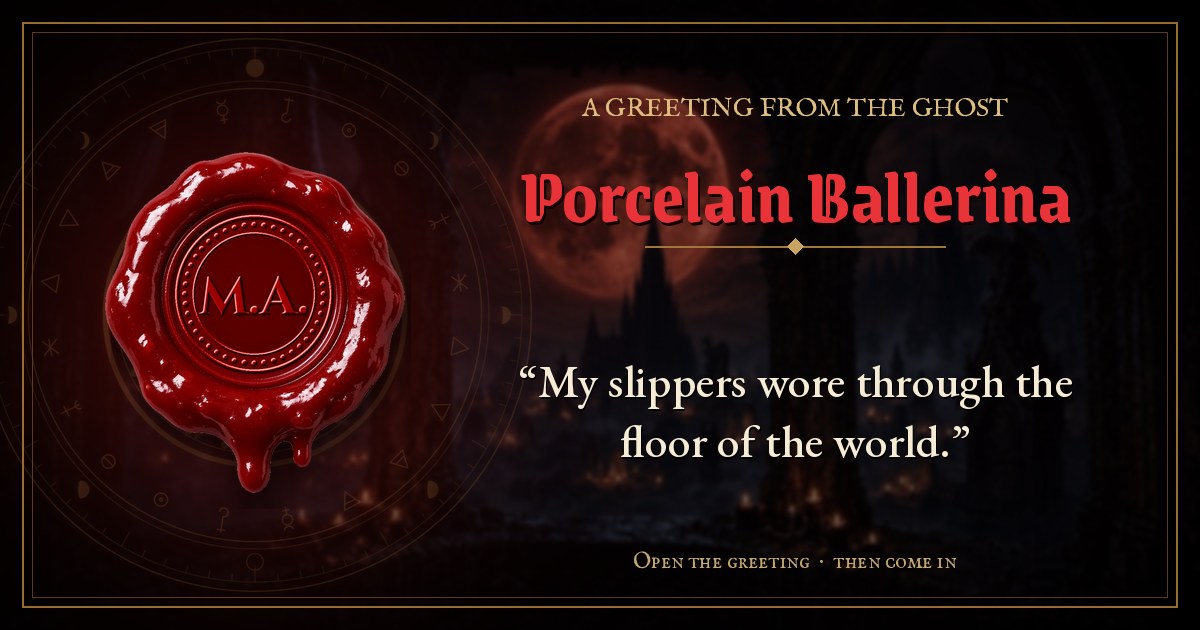 A GREETING FROM THE GHOST
Porcelain Ballerina
M.A.
“My slippers wore through the
floor of the world.”
Open the greeting · then come in